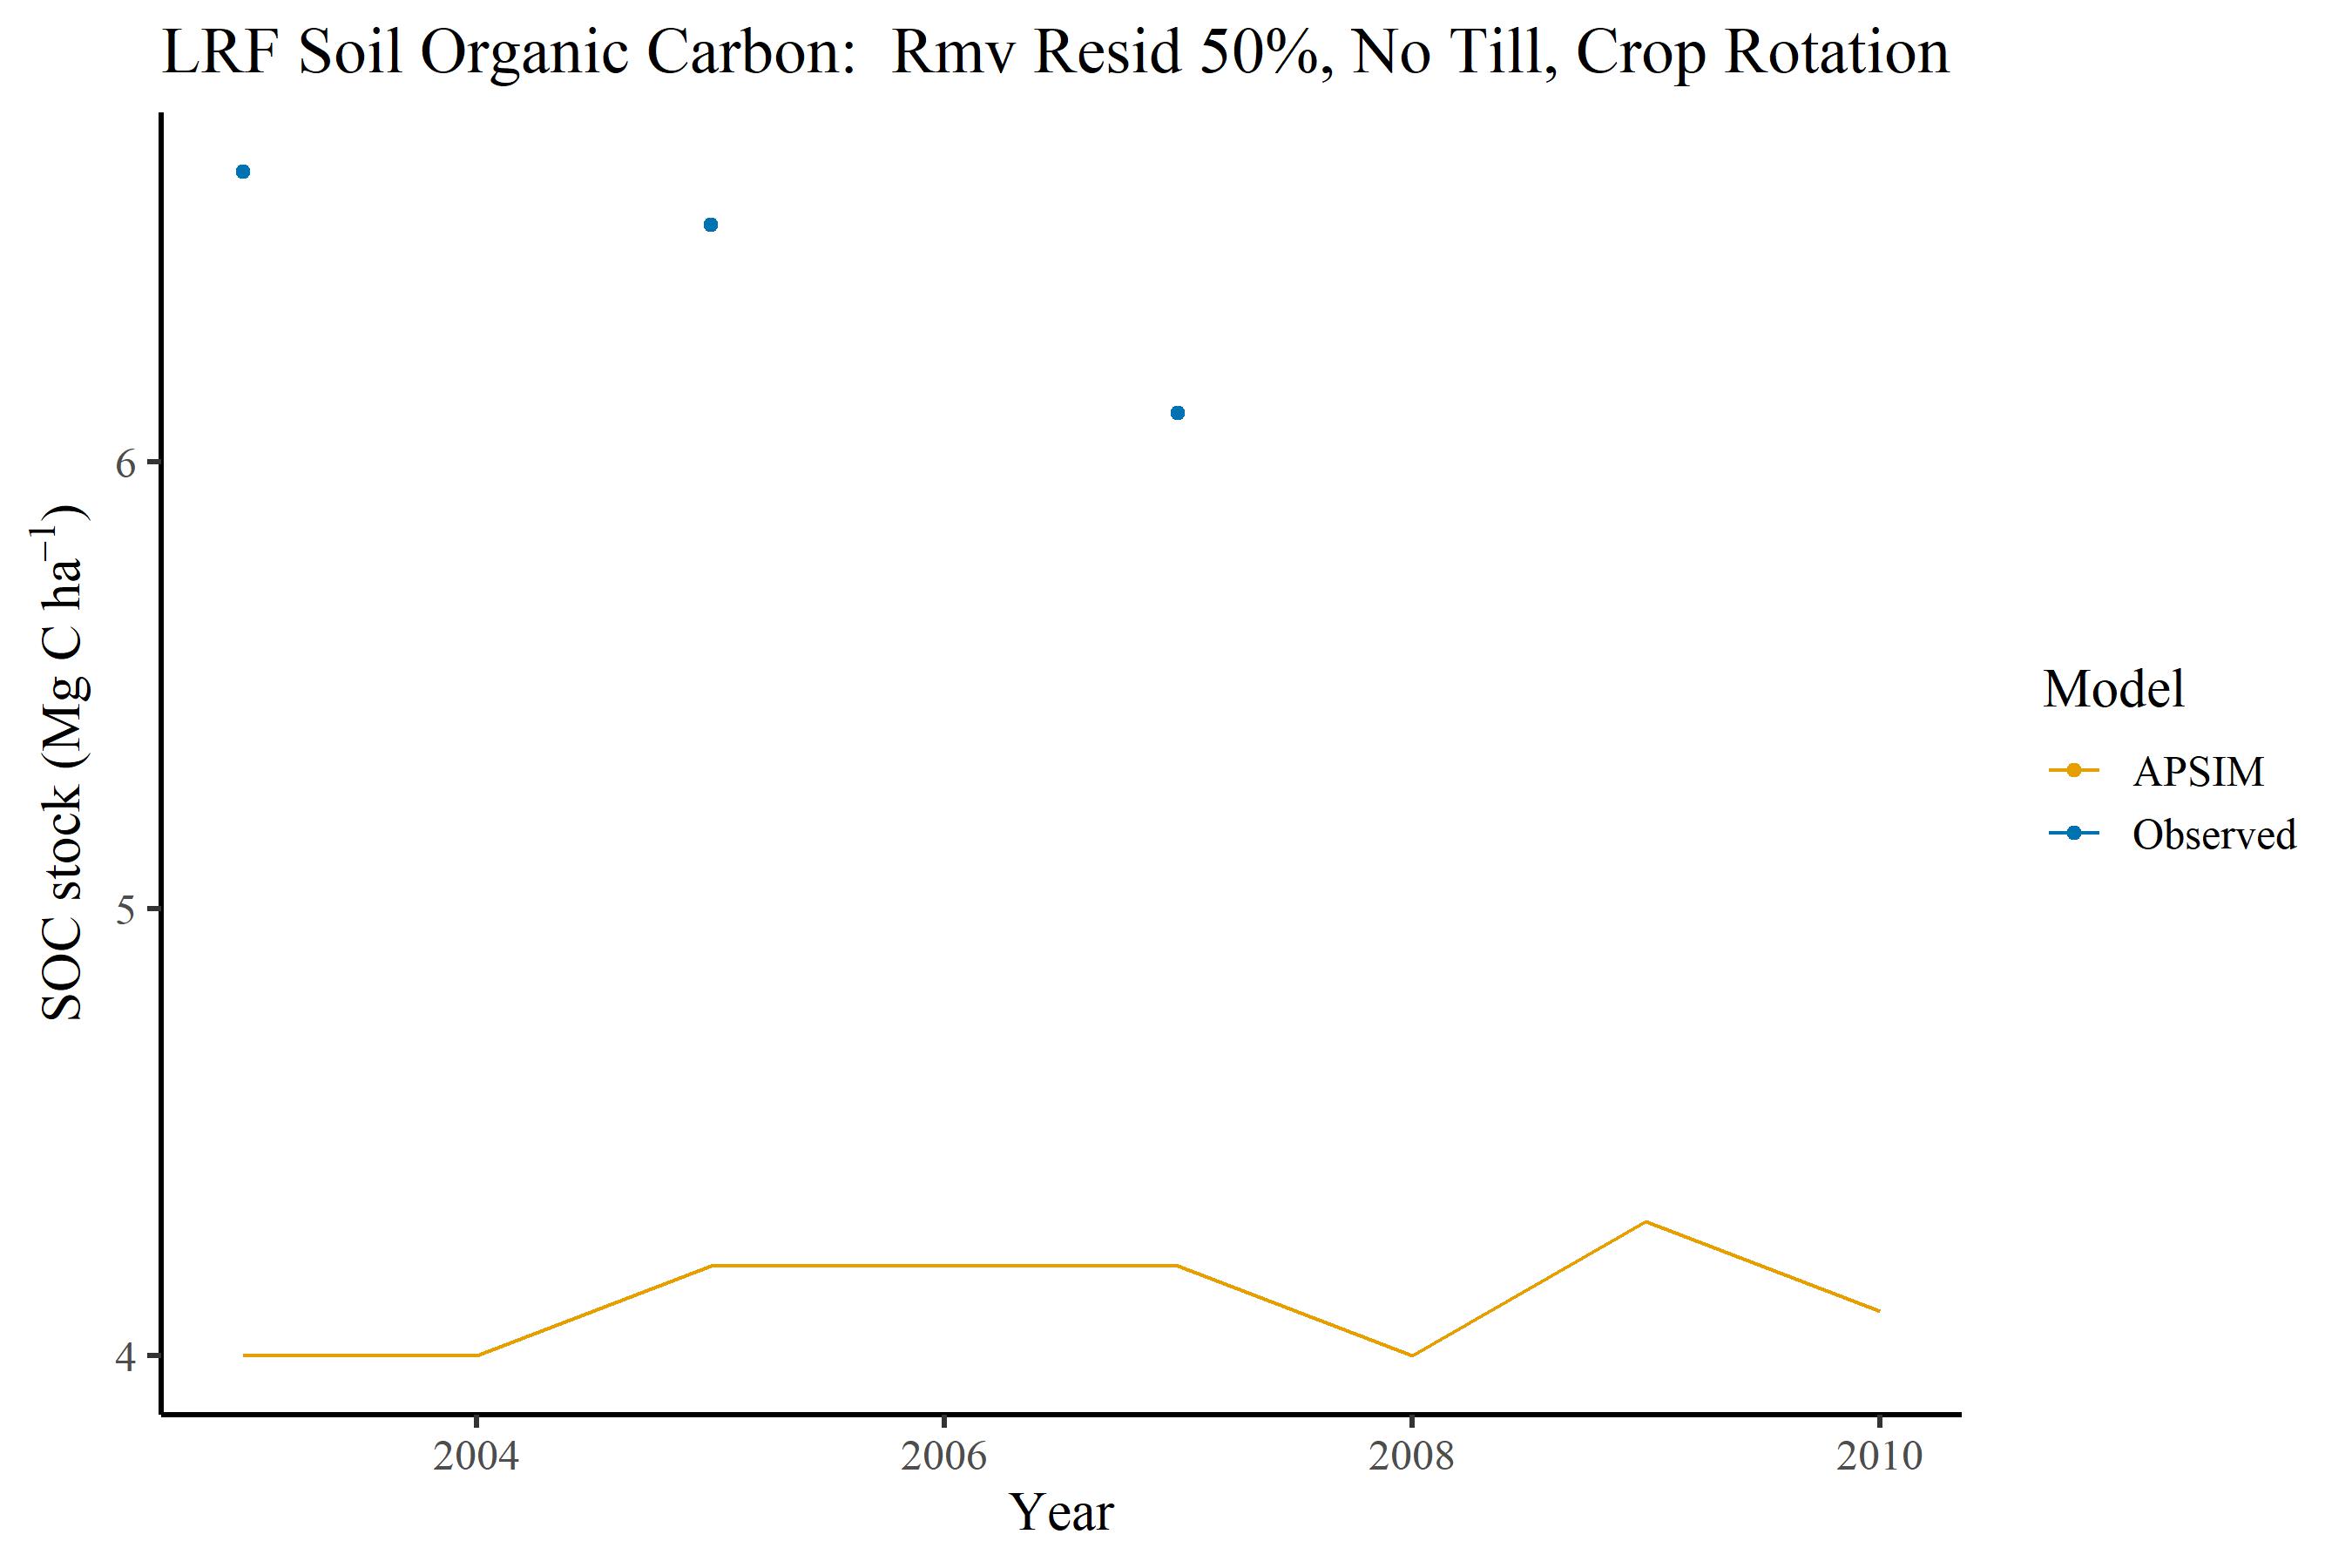 LRF Soil Organic Carbon:  Rmv Resid 50%, No Till, Crop Rotation
SOC stock (Mg C ha⁻¹)
6
5
4
2004 2006 2008 2010
Year
Model
APSIM
Observed